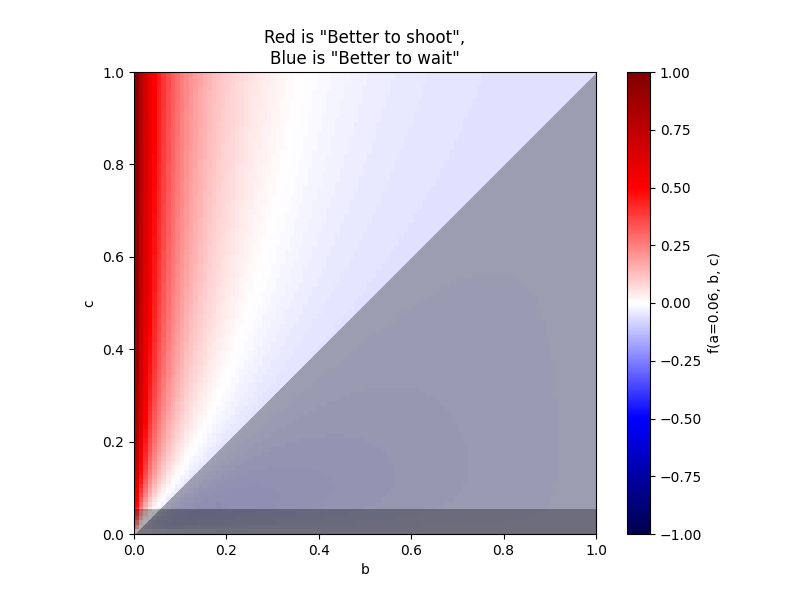 Red is "Better to shoot",
Blue is "Better to wait"
1.0
0.8
0.6
0.4
0.2
0.0
c
0.0 0.2 0.4 0.6 0.8 1.0
b
1.00
0.75
0.50
0.25
0.00
−0.25
−0.50
−0.75
−1.00
f(a=0.06, b, c)